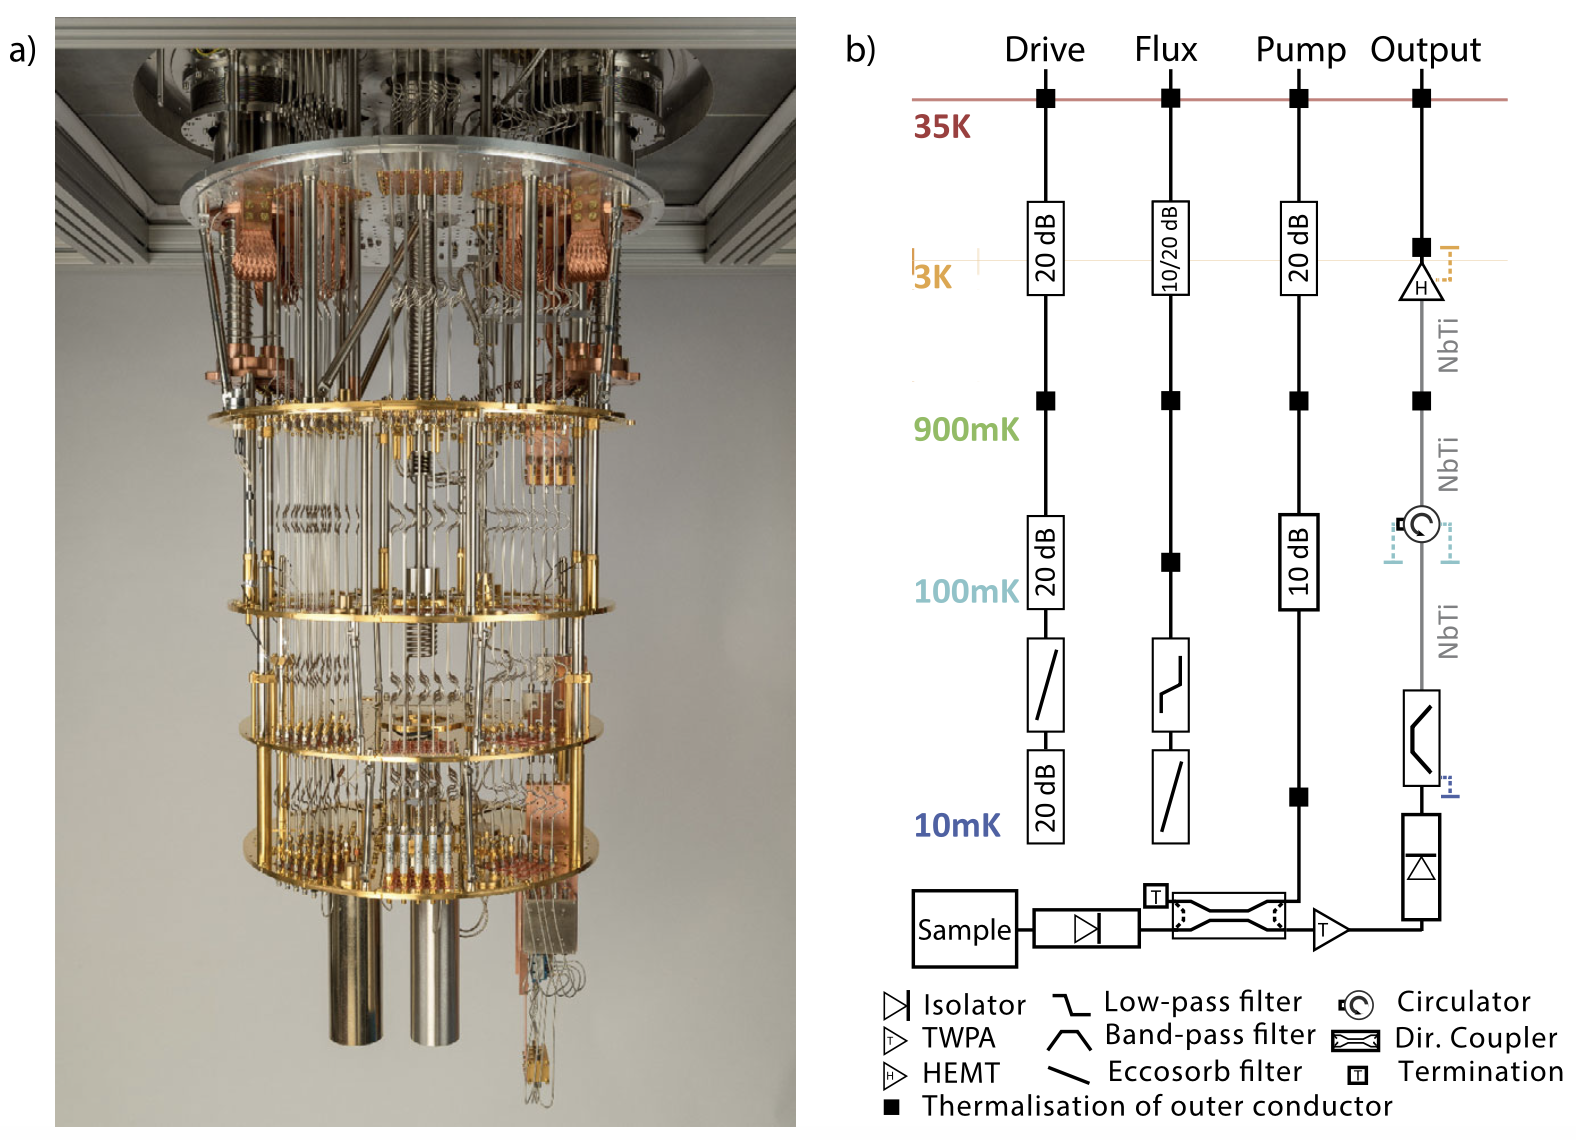 a)
b)
Drive Flux Pump Output
35K
20 dB
10/20 dB
20 dB
3K
H
NbTi
900mK
NbTi
20 dB
10 dB
100mK
NbTi
20 dB
10mK
T
Sample
T
Isolator
Low-pass filter
Circulator
T
TWPA
Band-pass filter
Dir. Coupler
H
HEMT
Eccosorb filter
T
Termination
Thermalisation of outer conductor